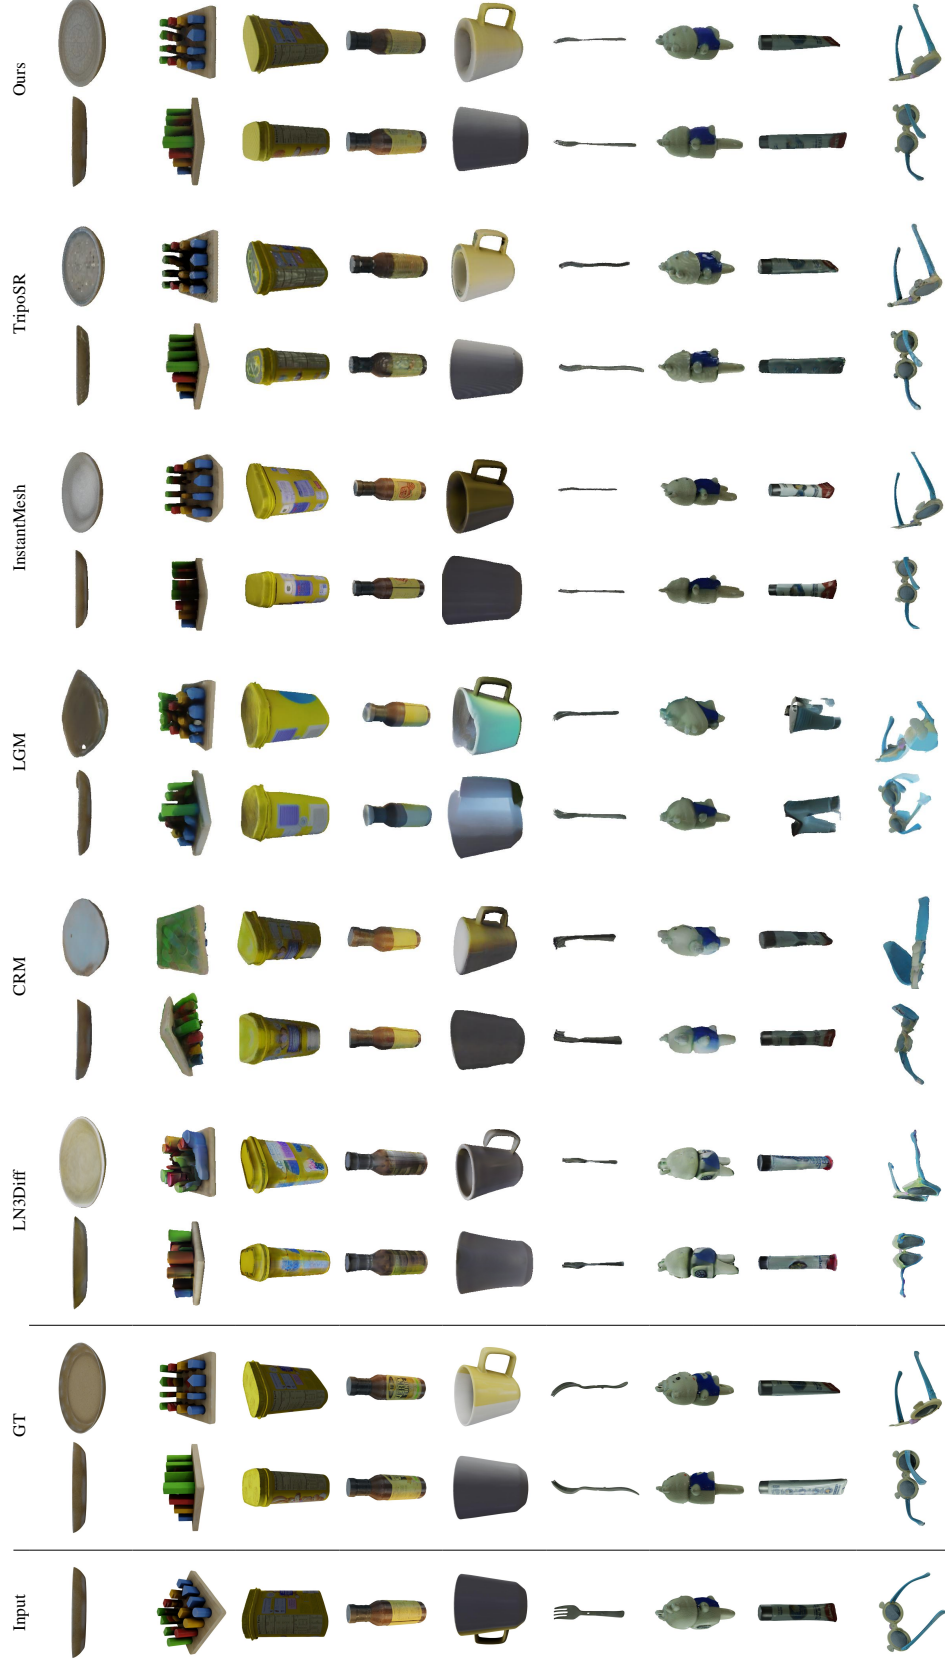 Input
GT
LN3Diff
CRM
LGM
InstantMesh
TripoSR
Ours